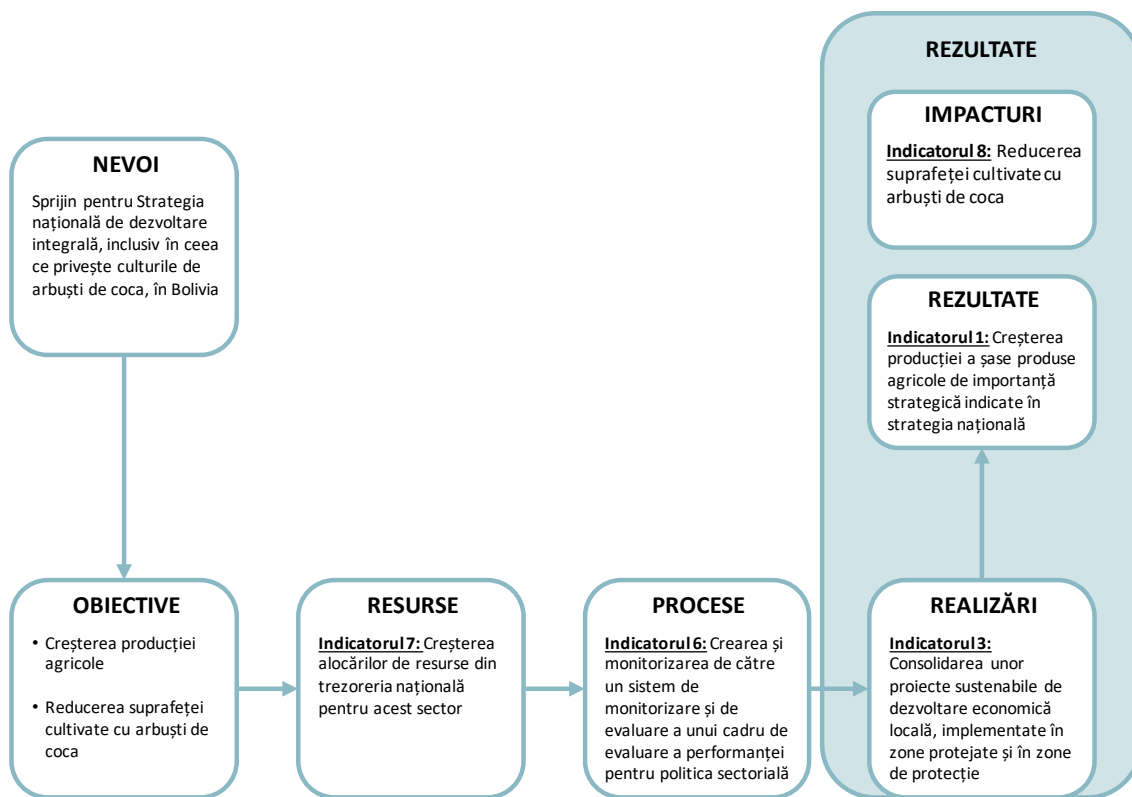 NEVOI
Sprijin pentru Strategia
națională de dezvoltare
integrală, inclusiv în ceea
ce privește culturile de
arbuști de coca, în Bolivia
OBIECTIVE
• Creșterea producției
agricole
• Reducerea suprafeței
cultivate cu arbuști de
coca
RESURSE
Indicatorul 7: Creșterea
alocărilor de resurse din
trezoreria națională
pentru acest sector
PROCESE
Indicatorul 6: Crearea și
monitorizarea de către
un sistem de
monitorizare și de
evaluare a unui cadru de
evaluare a performanței
pentru politica sectorială
REZULTATE
IMPACTURI
Indicatorul 8: Reducerea
suprafeței cultivate cu
arbuști de coca
REZULTATE
Indicatorul 1: Creșterea
producției a șase produse
agricole de importanță
strategică indicate în
strategia națională
REALIZĂRI
Indicatorul 3:
Consolidarea unor
proiecte sustenabile de
dezvoltare economică
locală, implementate în
zone protejate și în zone
de protecție